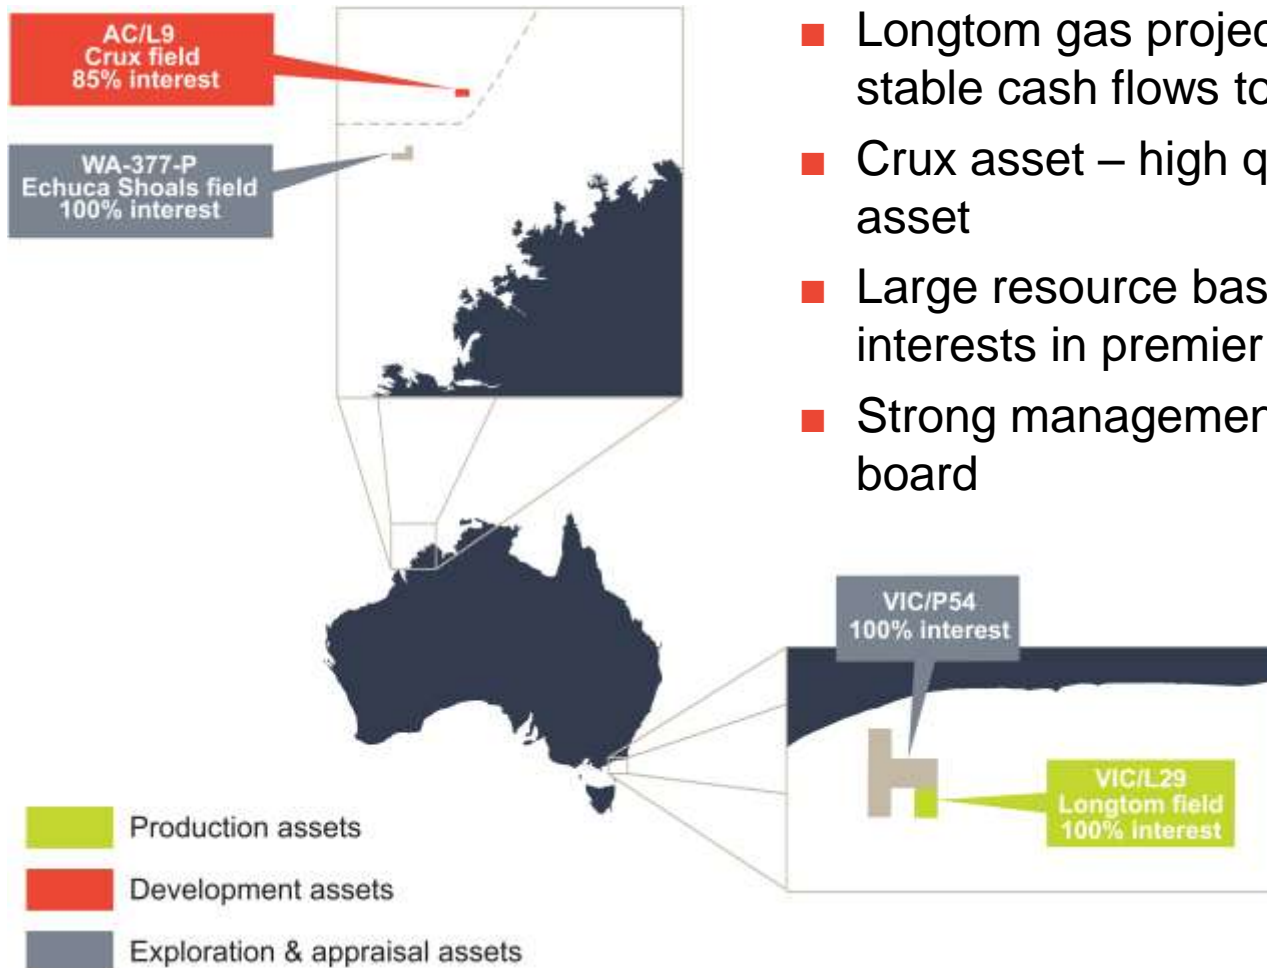 AC/L9
Crux field
85% interest
WA-377-P
Echuca Shoals field
100% interest
■ Longtom gas projec
stable cash flows to
■ Crux asset – high q
asset
■ Large resource bas
interests in premier
■ Strong managemen
board
VIC/P54
100% interest
VIC/L29
Longtom field
100% interest
Production assets
Development assets
Exploration & appraisal assets